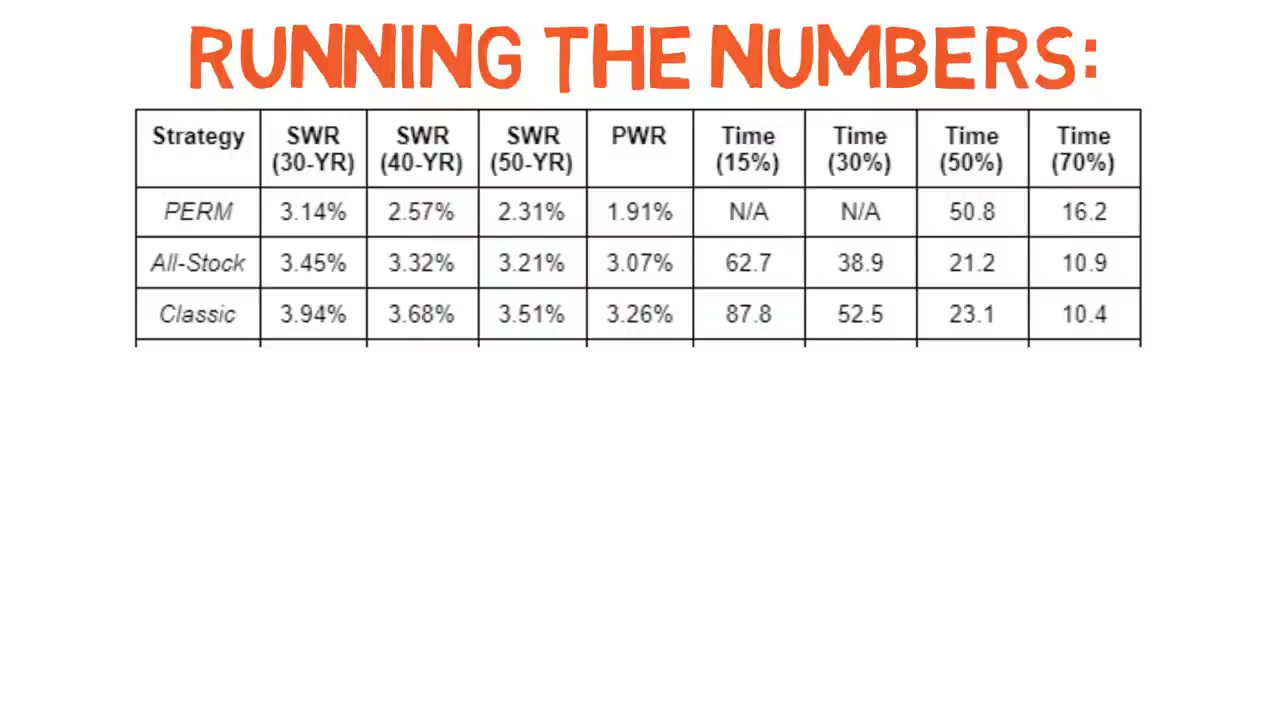 RUNNING THE NUMBERS:
Strategy SWR SWR SWR PWR Time Time Time Time
(30-YR) (40-YR) (50-YR) (15%) (30%) (50%) (70%)
PERM 3.14% 2.57% 2.31% 1.91% N/A N/A 50.8 16.2
All-Stock 3.45% 3.32% 3.21% 3.07% 62.7 38.9 21.2 10.9
Classic 3.94% 3.68% 3.51% 3.26% 87.8 52.5 23.1 10.4